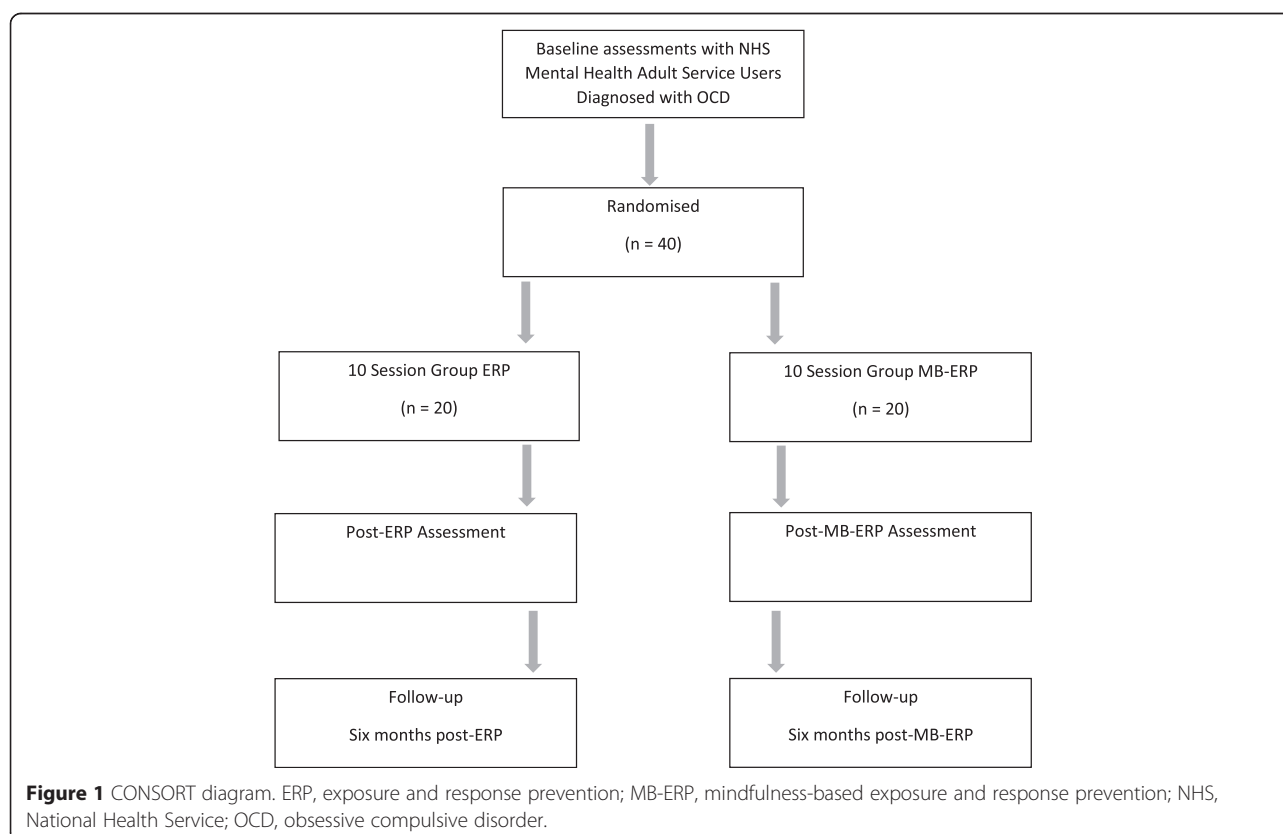 Baseline assessments with NHS
Mental Health Adult Service Users
Diagnosed with OCD
Randomised
(n = 40)
10 Session Group ERP
(n = 20)
10 Session Group MB-ERP
(n = 20)
Post-ERP Assessment
Post-MB-ERP Assessment
Follow-up
Six months post-ERP
Follow-up
Six months post-MB-ERP
Figure 1 CONSORT diagram. ERP, exposure and response prevention; MB-ERP, mindfulness-based exposure and response prevention; NHS,
National Health Service; OCD, obsessive compulsive disorder.